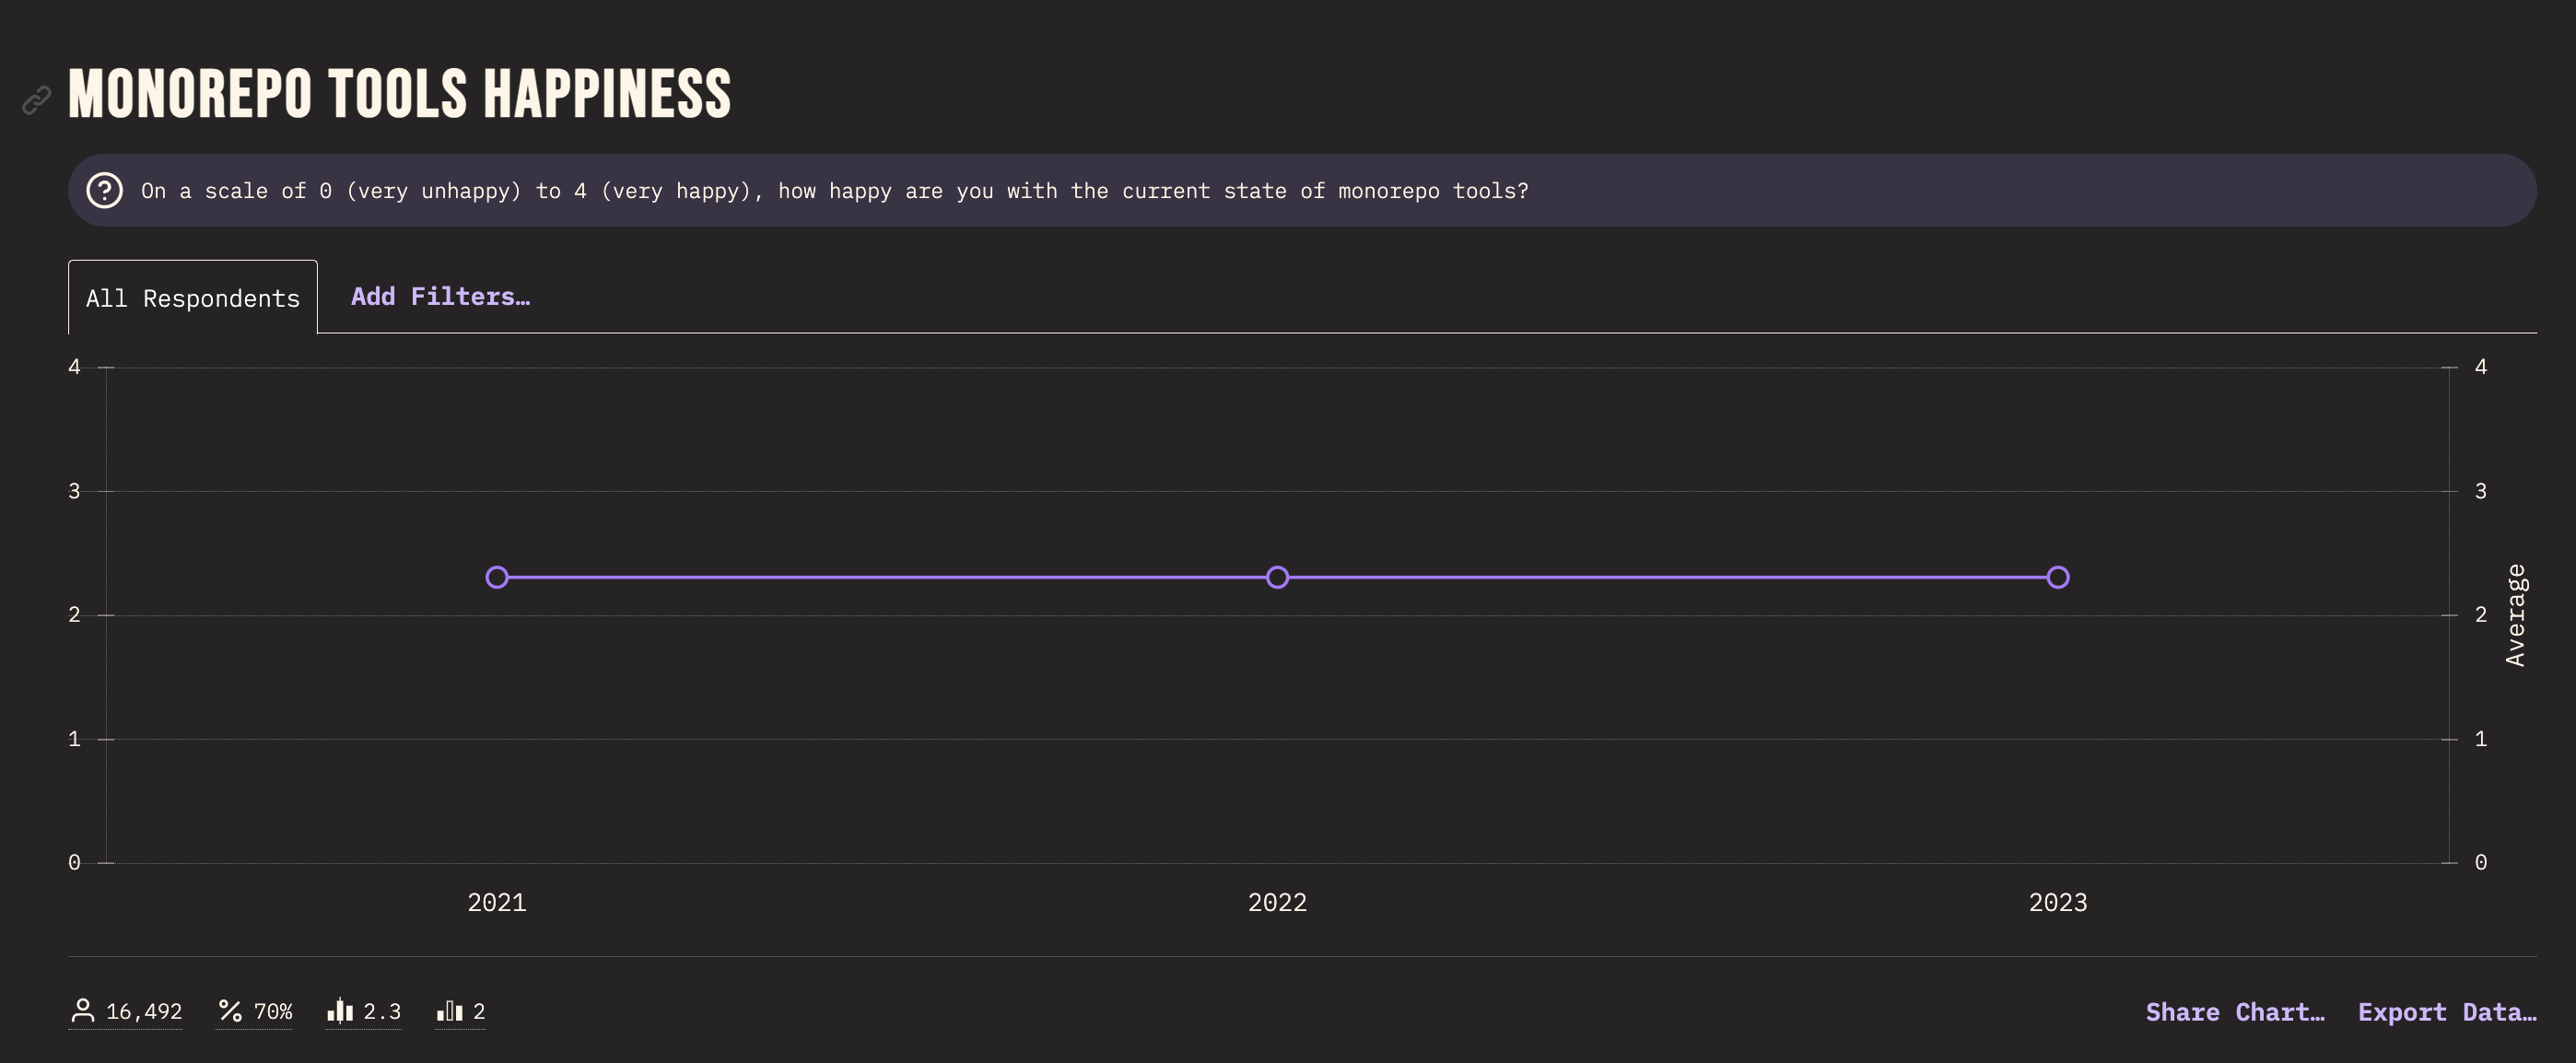 MONOREPO TOOLS HAPPINESS
On a scale of 0 (very unhappy) to 4 (very happy), how happy are you with the current state of monorepo tools?
All Respondents Add Filters…
4 4
3 3
2 2
1 1
0 0
Average
2021 2022 2023
16,492 70% 2.3 2 Share Chart… Export Data…